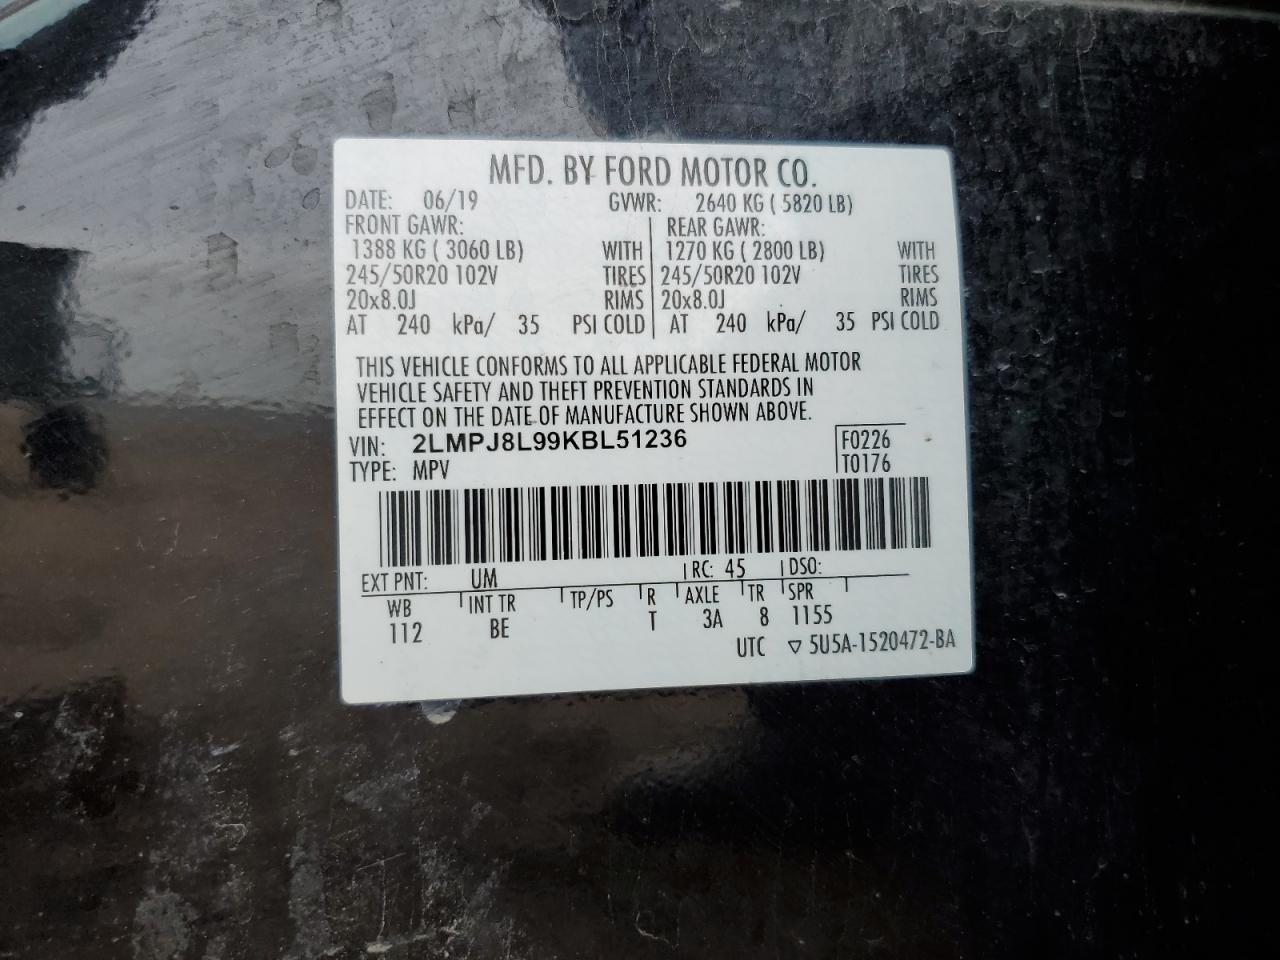 MFD. BY FORD MOTOR CO.
DATE: 06/19 GVWR: 2640 KG ( 5820 LB)
FRONT GAWR: REAR GAWR:
1388 KG ( 3060 LB) WITH 1270 KG ( 2800 LB) WITH
245/50R20 102V TIRES 245/50R20 102V TIRES
20x8.0J RIMS 20x8.0J RIMS
AT 240 kPa/ 35 PSI COLD AT 240 kPa/ 35 PSI COLD
THIS VEHICLE CONFORMS TO ALL APPLICABLE FEDERAL MOTOR
VEHICLE SAFETY AND THEFT PREVENTION STANDARDS IN
EFFECT ON THE DATE OF MANUFACTURE SHOWN ABOVE.
VIN: 2LMPJ8L99KBL51236 F0226
TYPE: MPV T0176
EXT PNT: UM RC: 45 DSO:
WB INT TR TP/PS R AXLE TR SPR
112 BE T 3A 8 1155
UTC ▽ 5U5A-1520472-BA